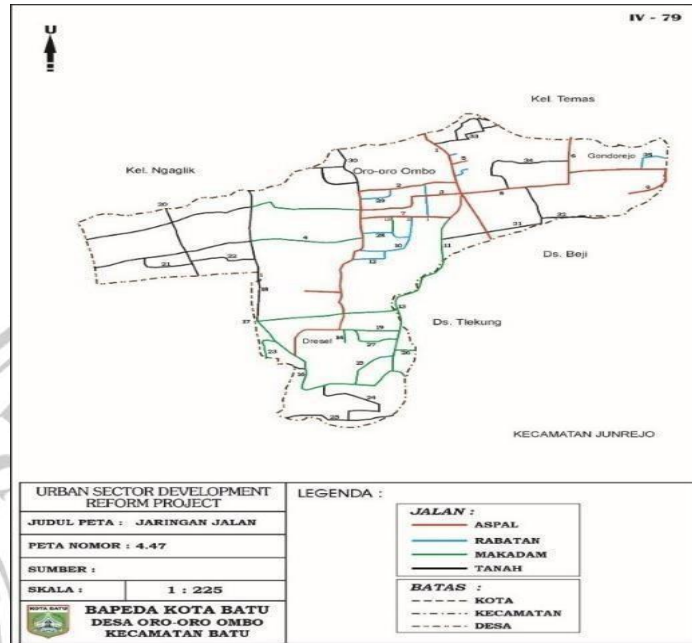 IV - 79
U
Kel. Temas
Kel. Ngaglik
Oro-oro Ombo
Gondorejo
Ds. Beji
Ds. Tlekung
Dresel
KECAMATAN JUNREJO
URBAN SECTOR DEVELOPMENT
REFORM PROJECT
JUDUL PETA : JARINGAN JALAN
PETA NOMOR : 4.47
SUMBER :
SKALA : 1 : 225
KOTA BATU
BAPEDA KOTA BATU
DESA ORO-ORO OMBO
KECAMATAN BATU
LEGENDA :
JALAN :
ASPAL
RABATAN
MAKADAM
TANAH
BATAS :
KOTA
KECAMATAN
DESA